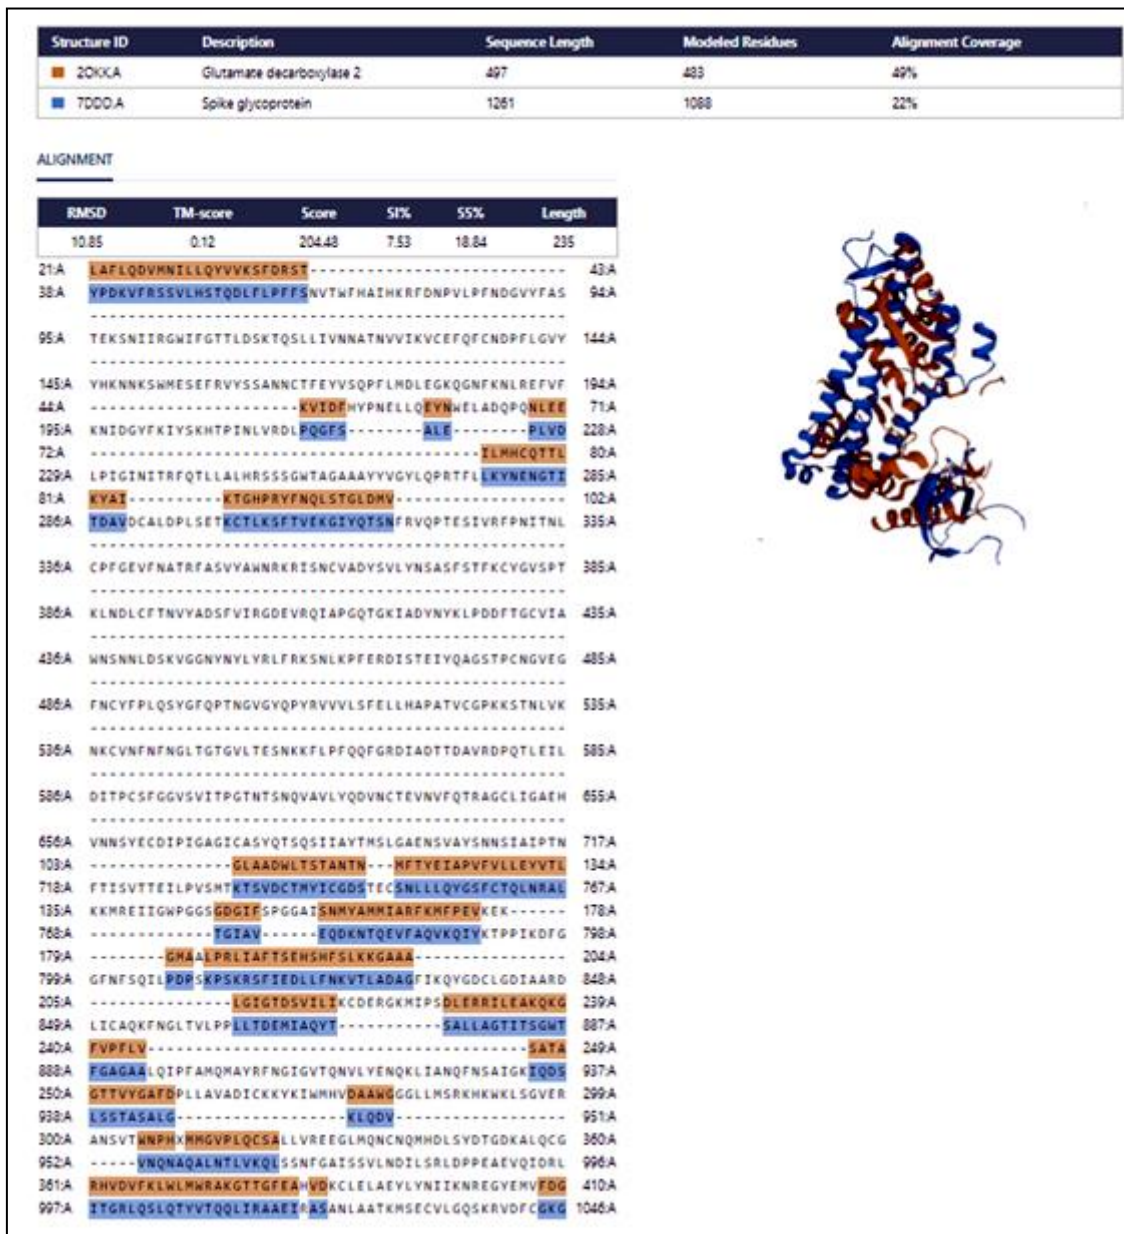 Structure ID Description Sequence Length Modeled Residues Alignment Coverage
2OKK.A Glutamate decarboxylase 2 497 483 49%
7DDD.A Spike glycoprotein 1261 1088 22%
ALIGNMENT
RMSD TM-score Score SI% SS% Length
10.85 0.12 204.48 7.53 18.84 235
21:A LAFLQDVMNILLQYVVKSFDRST--------------------------- 43:A
38:A YPDKVFRSSVLHSTQDLFLPFFSNVTWFHAIHKRFDNPVLPFNDGVYFAS 94:A
--------------------------------------------------
95:A TEKSNIIRGWIFGTTLDSKTQSLLIVNNATNVVIKVCEFQFCNDPFLGVY 144:A
--------------------------------------------------
145:A YHKNNKSWMESEFRVYSSANNCTFEYVSQPFLMDLEGKQGNFKNLREFVF 194:A
44:A ----------------------KVIDFHYPNELLQEYNWELADQPQNLEE 71:A
195:A KNIDGYFKIYSKHTPINLVRDLPQGFS--------ALE--------PLVD 228:A
72:A -----------------------------------------ILMHCQTTL 80:A
229:A LPIGINITRFQTLLALHRSSSGWTAGAAAYYVGYLQPRTFLLKYNENGTI 285:A
81:A KYAI----------KTGHPRYFNQLSTGLDMV------------------ 102:A
286:A TDAVDCALDPLSETKCTLKSFTVEKGIYQTSNFRVQPTESIVRFPNITNL 335:A
--------------------------------------------------
336:A CPFGEVFNATRFASVYAWNRKRISNCVADYSVLYNSASFSTFKCYGVSPT 385:A
--------------------------------------------------
386:A KLNDLCFTNVYADSFVIRGDEVRQIAPGQTGKIADYNYKLPDDFTGCVIA 435:A
--------------------------------------------------
436:A WNSNNLDSKVGGNYNYLYRLFRKSNLKPFERDISTEIYQAGSTPCNGVEG 485:A
--------------------------------------------------
486:A FNCYFPLQSYGFQPTNGVGYQPYRVVVLSFELLHAPATVCGPKKSTNLVK 535:A
--------------------------------------------------
536:A NKCVNFNFNGLTGTGVLTESNKKFLPFQQFGRDIADTTDAVRDPQTLEIL 585:A
--------------------------------------------------
586:A DITPCSFGGVSVITPGTNTSNQVAVLYQDVNCTEVNVFQTRAGCLIGAEH 655:A
--------------------------------------------------
656:A VNNSYECDIPIGAGICASYQTSQSIIAYTMSLGAENSVAYSNNSIAIPTN 717:A
103:A ---------------GLAADWLTSTANTN---MFTYEIAPVFVLLEYVTL 134:A
718:A FTISVTTEILPVSMTKTSVDCTMYICGDSTECSNLLLQYGSFCTQLNRAL 767:A
135:A KKMREIIGWPGGSGDGIFSPGGAISNMYAMMIARFKMFPEVKEK------ 178:A
768:A -------------TGIAV------EQDKNTQEVFAQVKQIYKTPPIKDFG 798:A
179:A --------GMAALPRLIAFTSEHSHFSLKKGAAA---------------- 204:A
799:A GFNFSQILPDPSKPSKRSFIEDLLFNKVTLADAGFIKQYGDCLGDIAARD 848:A
205:A ---------------LGIGTDSVILIKCDERGKMIPSDLERRILEAKQKG 239:A
849:A LICAQKFNGLTVLPPLLTDEMIAQYT-----------SALLAGTITSGWT 887:A
240:A FVPFLV----------------------------------------SATA 249:A
888:A FGAGAALQIPFAMQMAYRFNGIGVTQNVLYENQKLIANQFNSAIGKIQDS 937:A
250:A GTTVYGAFDPLLAVADICKKYKIWMHVDAAWGGGLLMSRKHKWKLSGVER 299:A
938:A LSSTASALG------------------KLQDV------------------ 951:A
300:A ANSVTWNPHXMMGVPLQCSALLVREEGLMQNCNQMHDLSYDTGDKALQCG 360:A
952:A -----VNQNAQALNTLVKQLSSNFGAISSVLNDILSRLDPPEAEVQIDRL 996:A
361:A RHVDVFKLWLMWRAKGTTGFEAHVDKCLELAEYLYNIIKNREGYEMVFDG 410:A
997:A ITGRLQSLQTYVTQQLIRAAEIRASANLAATKMSECVLGQSKRVDFCGKG 1046:A